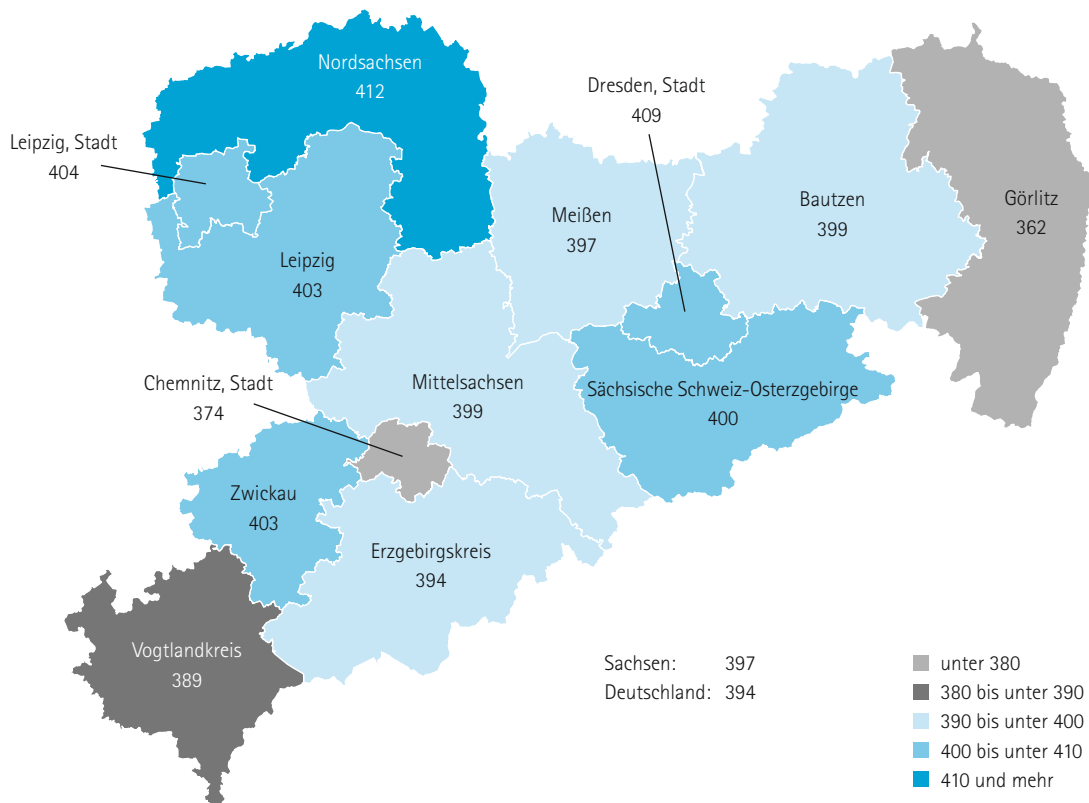 Nordsachsen
412
Dresden, Stadt
409
Leipzig, Stadt
404
Meißen
397
Bautzen
399
Görlitz
362
Leipzig
403
Chemnitz, Stadt
374
Mittelsachsen
399
Sächsische Schweiz-Osterzgebirge
400
Zwickau
403
Erzgebirgskreis
394
Vogtlandkreis
389
Sachsen: 397
Deutschland: 394
unter 380
380 bis unter 390
390 bis unter 400
400 bis unter 410
410 und mehr